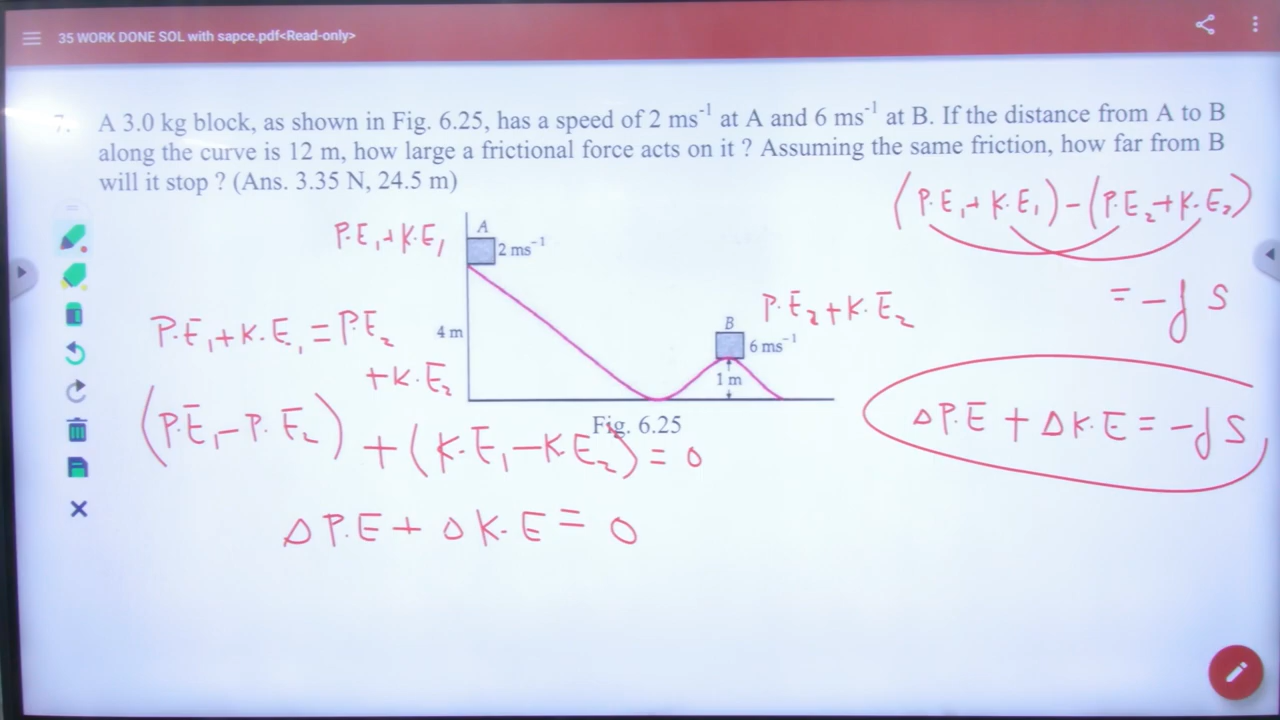 35 WORK DONE SOL with sapce.pdf<Read-only>
7. A 3.0 kg block, as shown in Fig. 6.25, has a speed of 2 ms⁻¹ at A and 6 ms⁻¹ at B. If the distance from A to B
along the curve is 12 m, how large a frictional force acts on it ? Assuming the same friction, how far from B
will it stop ? (Ans. 3.35 N, 24.5 m)
(P.E₁+K.E₁)-(P.E₂+K.E₂)
= -f S
ΔP.E + ΔK.E = -f S
P.E₁+K.E₁
A
2 ms⁻¹
4 m
P.E₂+K.E₂
B
6 ms⁻¹
1 m
Fig. 6.25
P.E₁+K.E₁=P.E₂
+K.E₂
(P.E₁-P.E₂)
+(K.E₁-KE₂)=0
ΔP.E+ΔK.E=0